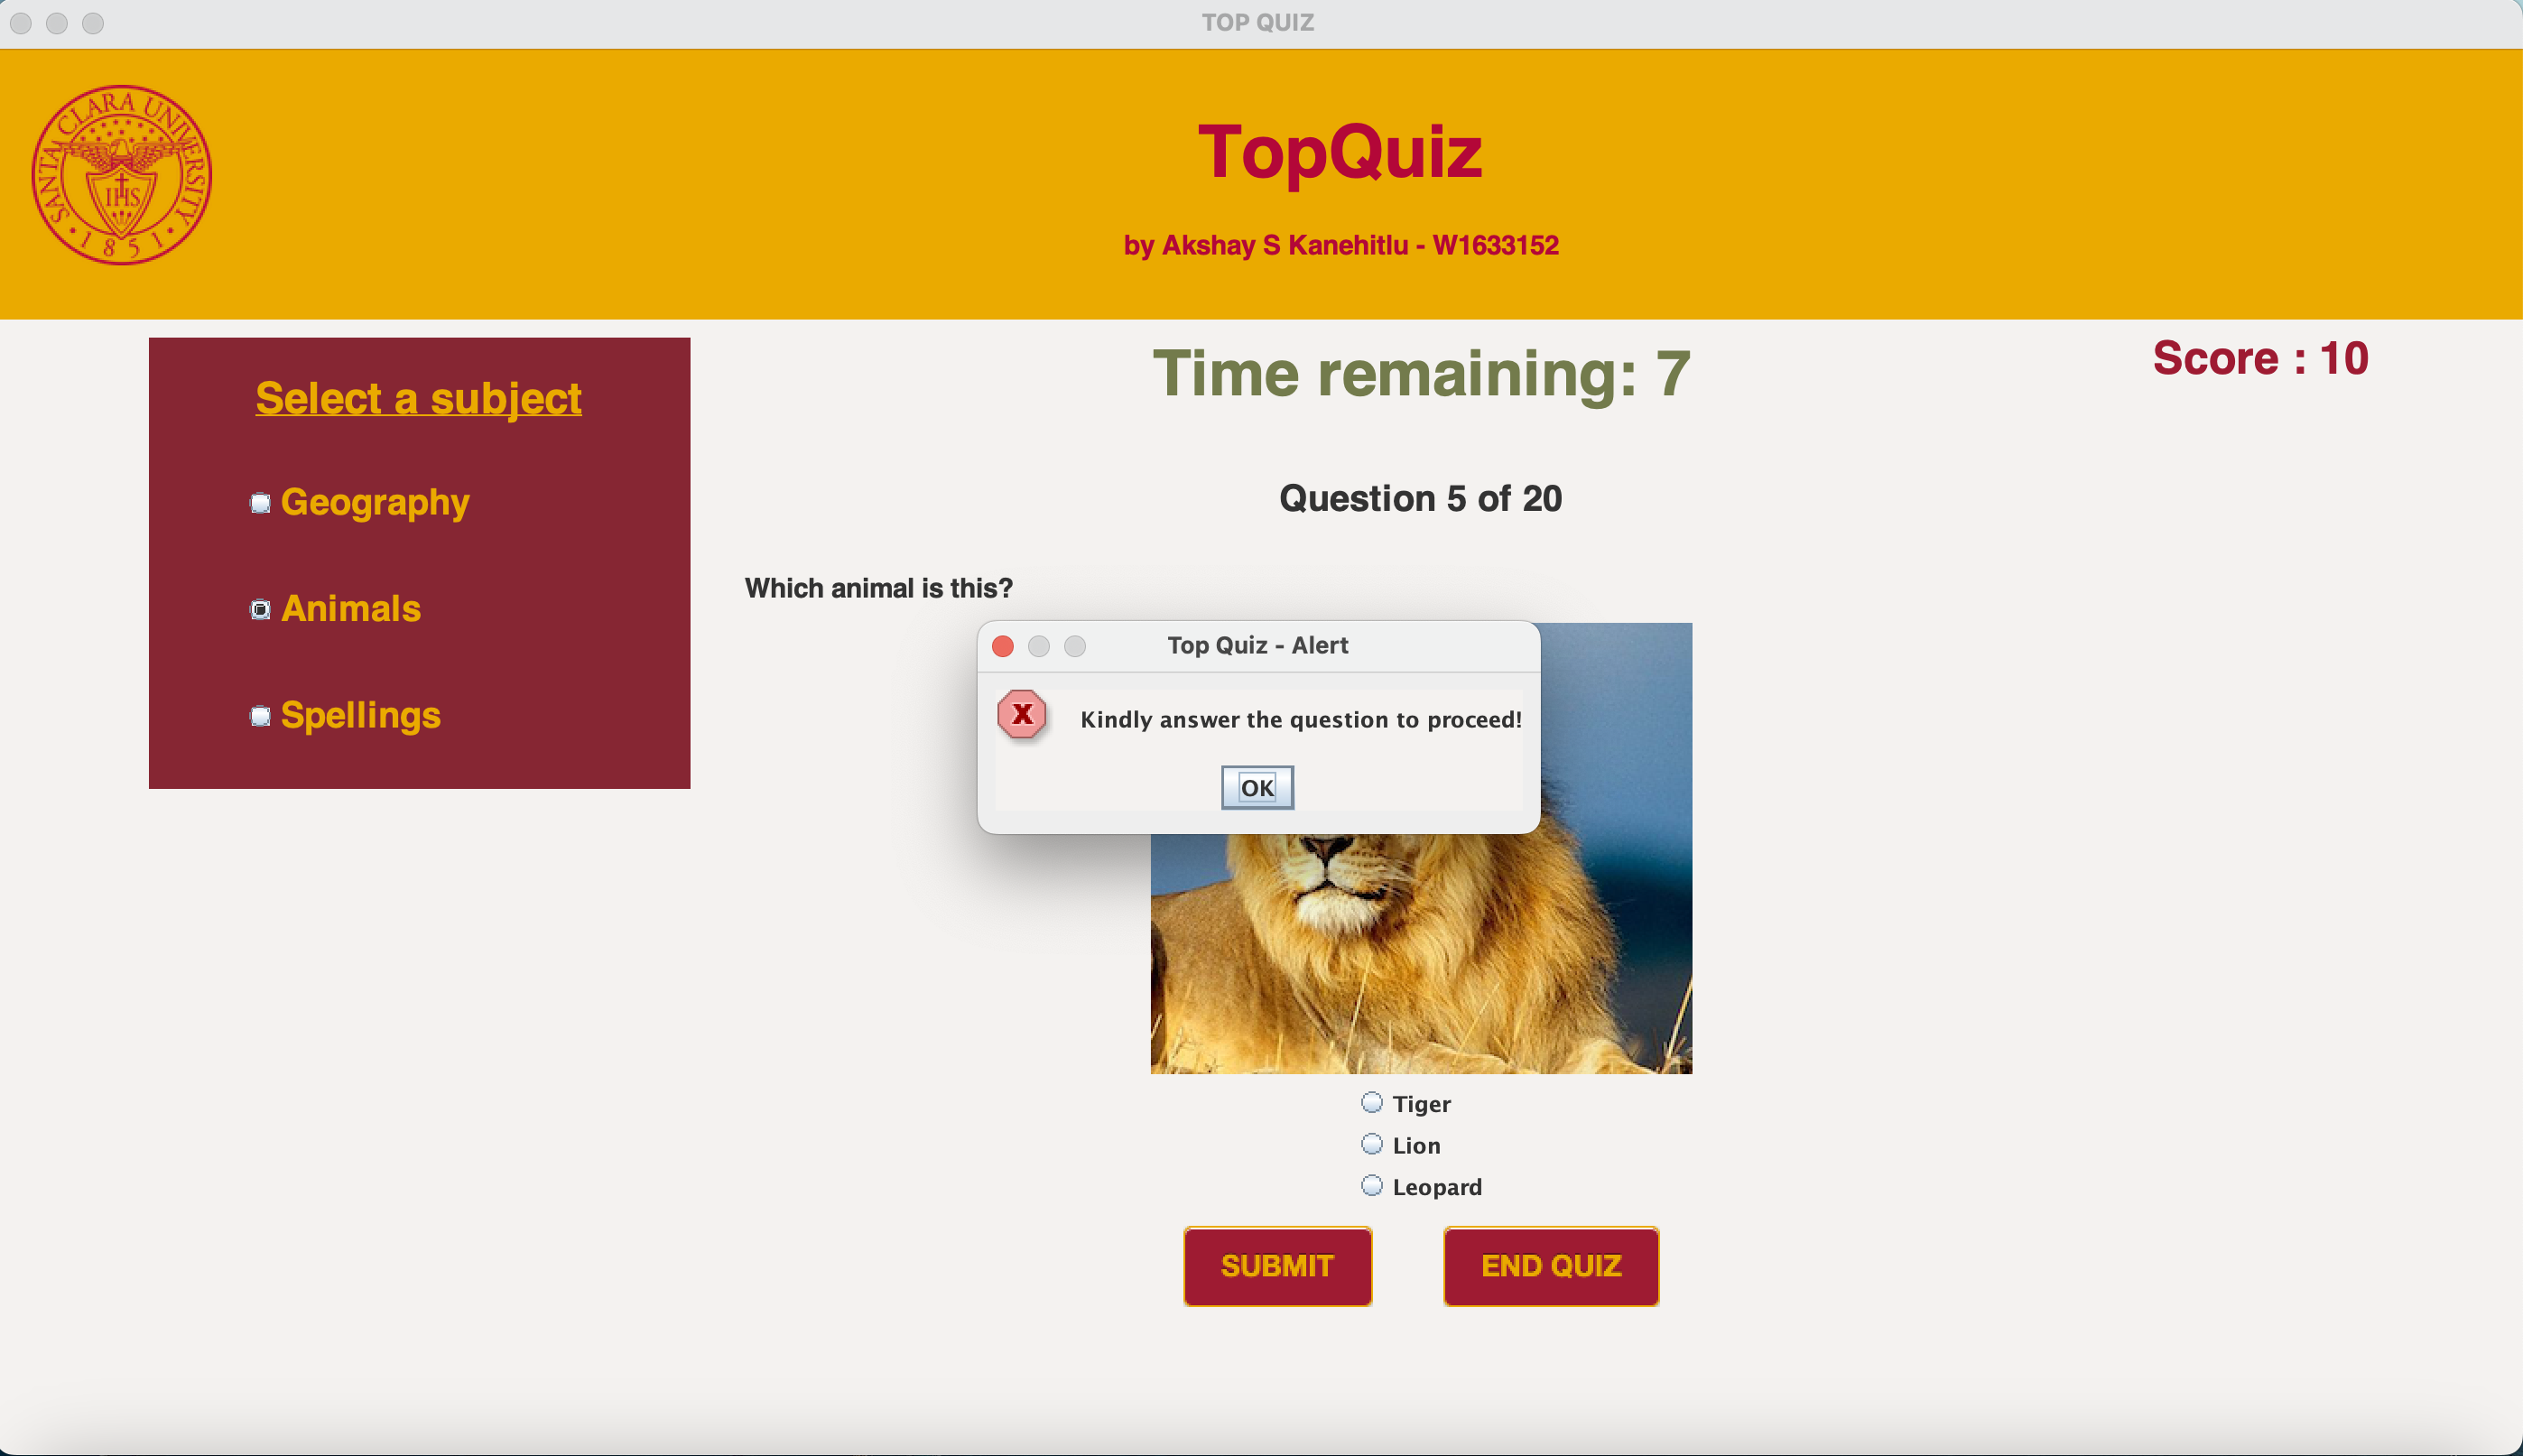 TOP QUIZ
SANTA CLARA UNIVERSITY
IHS
1851
TopQuiz
by Akshay S Kanehitlu - W1633152
Select a subject
Geography
Animals
Spellings
Time remaining: 7
Score : 10
Question 5 of 20
Which animal is this?
Top Quiz - Alert
X
Kindly answer the question to proceed!
OK
Tiger
Lion
Leopard
SUBMIT
END QUIZ